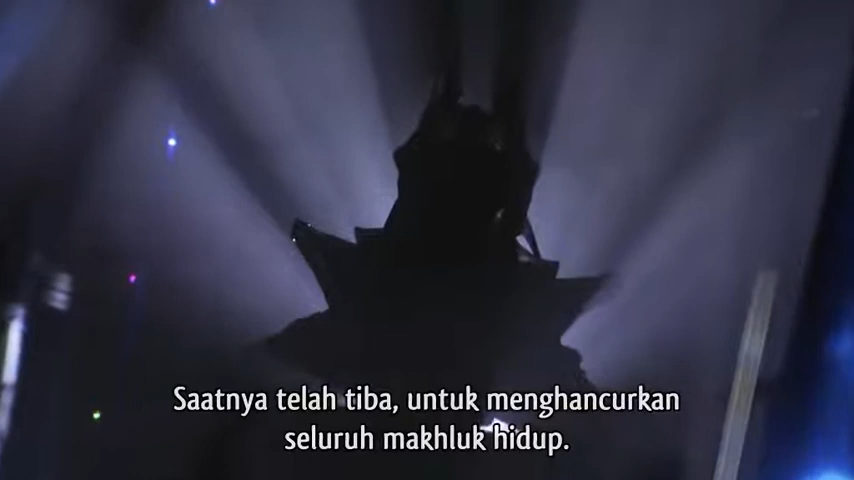 Saatnya telah tiba, untuk menghancurkan
seluruh makhluk hidup.